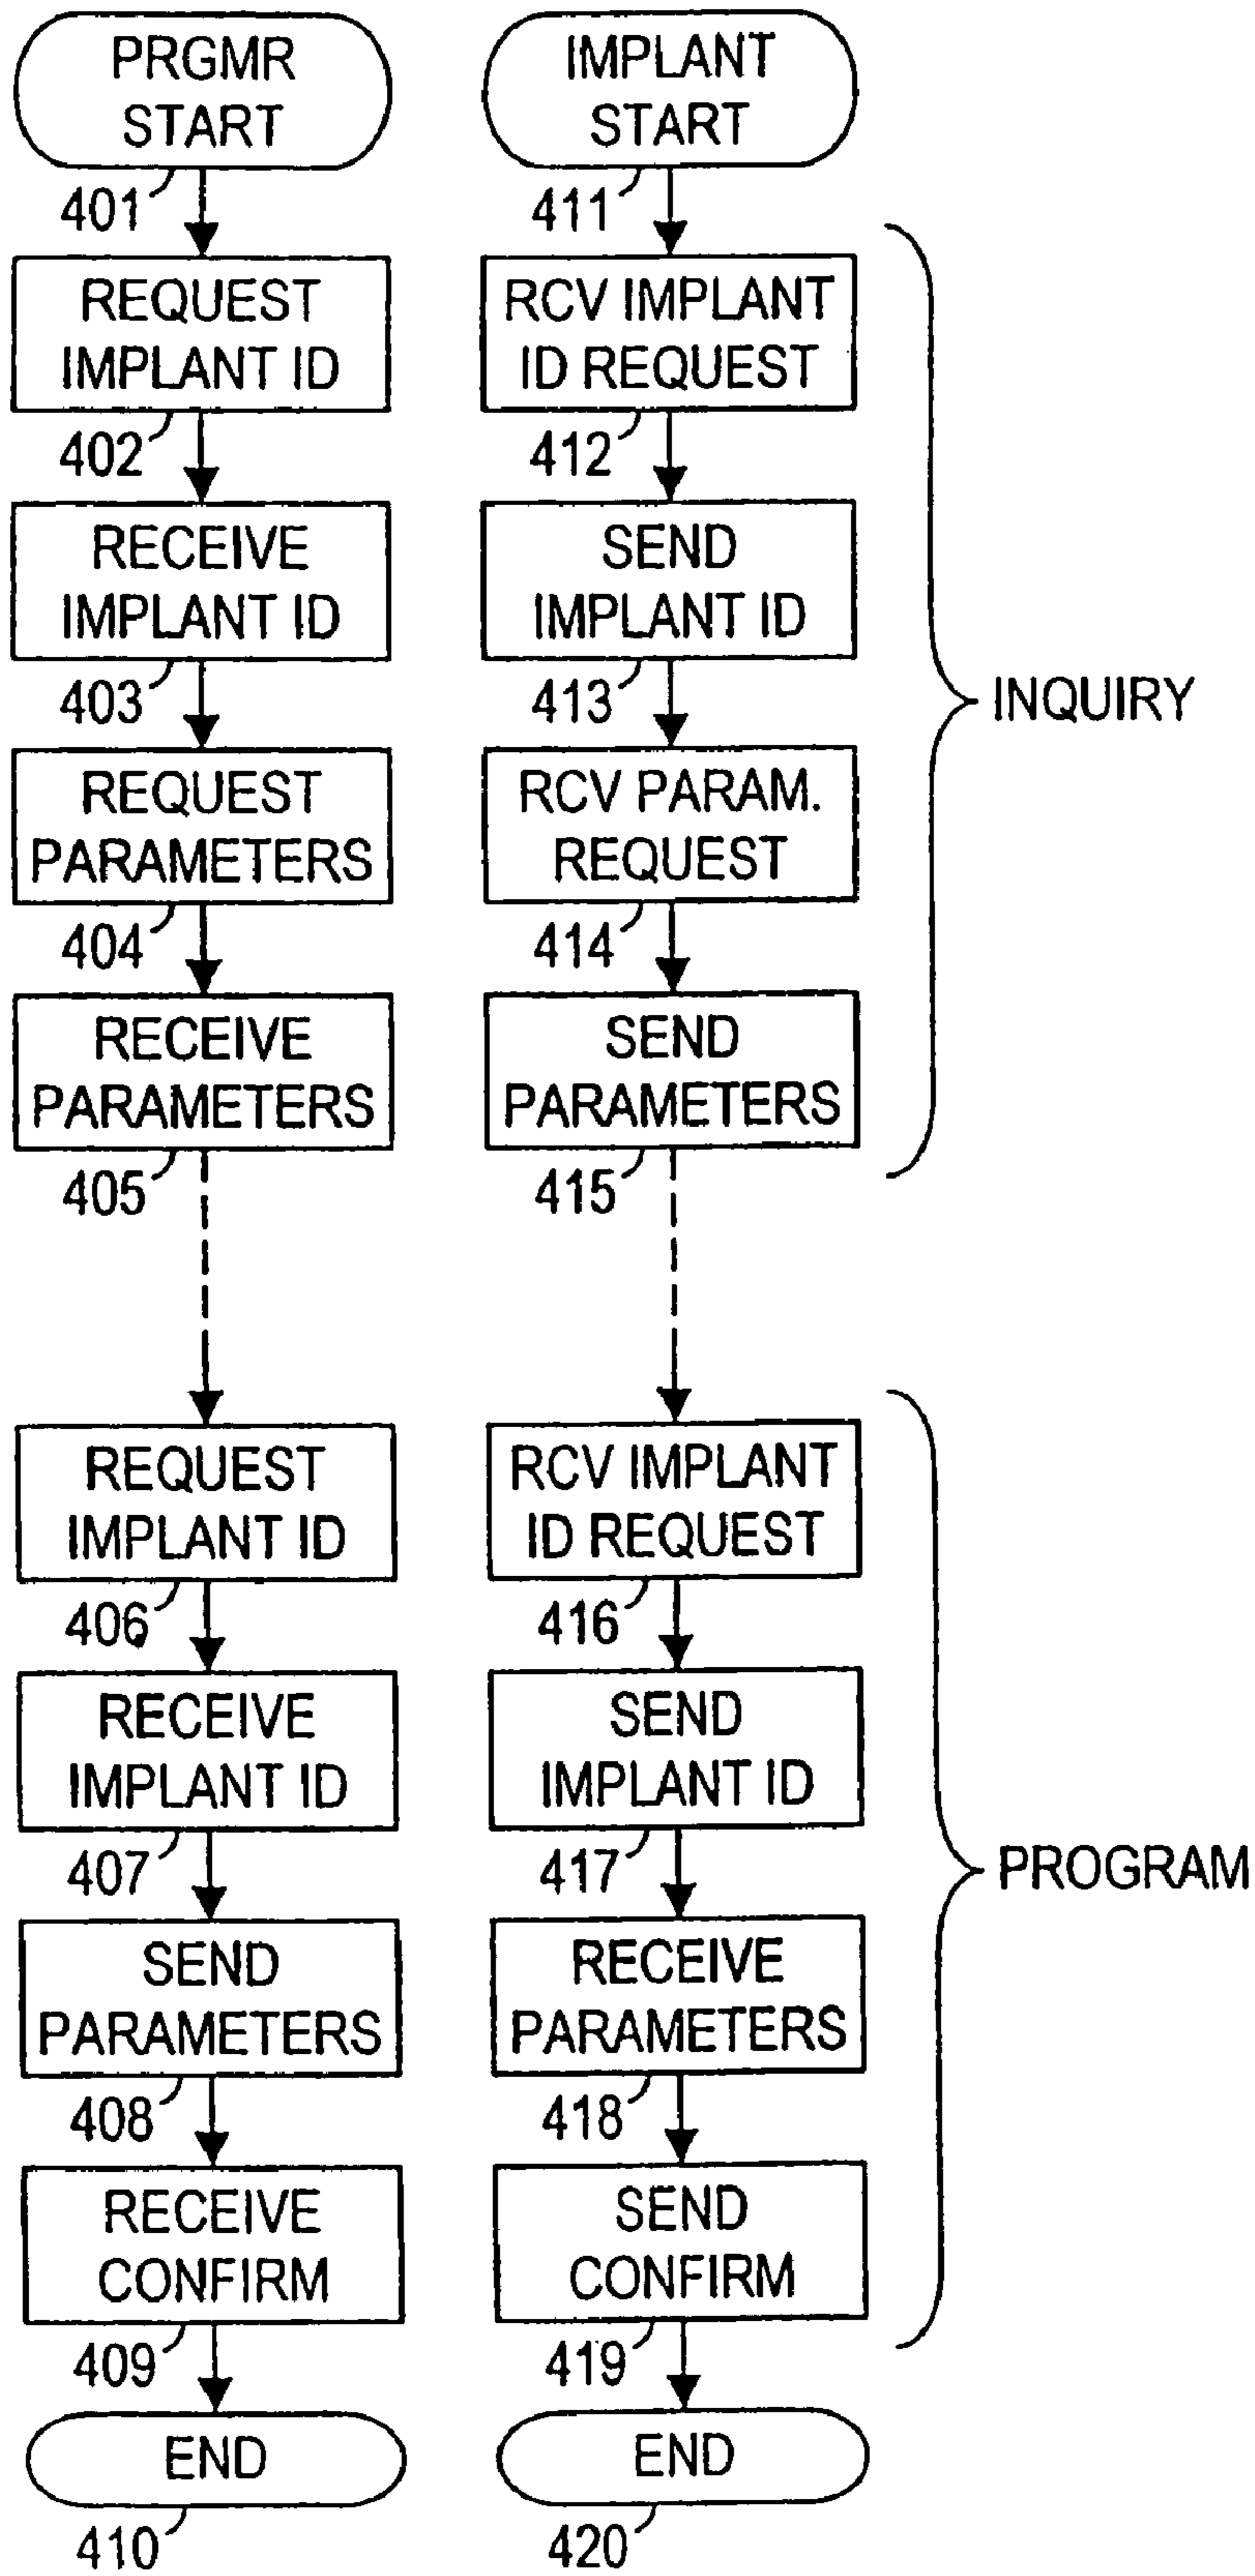 PRGMR
START
401
REQUEST
IMPLANT ID
402
RECEIVE
IMPLANT ID
403
REQUEST
PARAMETERS
404
RECEIVE
PARAMETERS
405
REQUEST
IMPLANT ID
406
RECEIVE
IMPLANT ID
407
SEND
PARAMETERS
408
RECEIVE
CONFIRM
409
END
410
IMPLANT
START
411
RCV IMPLANT
ID REQUEST
412
SEND
IMPLANT ID
413
RCV PARAM.
REQUEST
414
SEND
PARAMETERS
415
RCV IMPLANT
ID REQUEST
416
SEND
IMPLANT ID
417
RECEIVE
PARAMETERS
418
SEND
CONFIRM
419
END
420
INQUIRY
PROGRAM